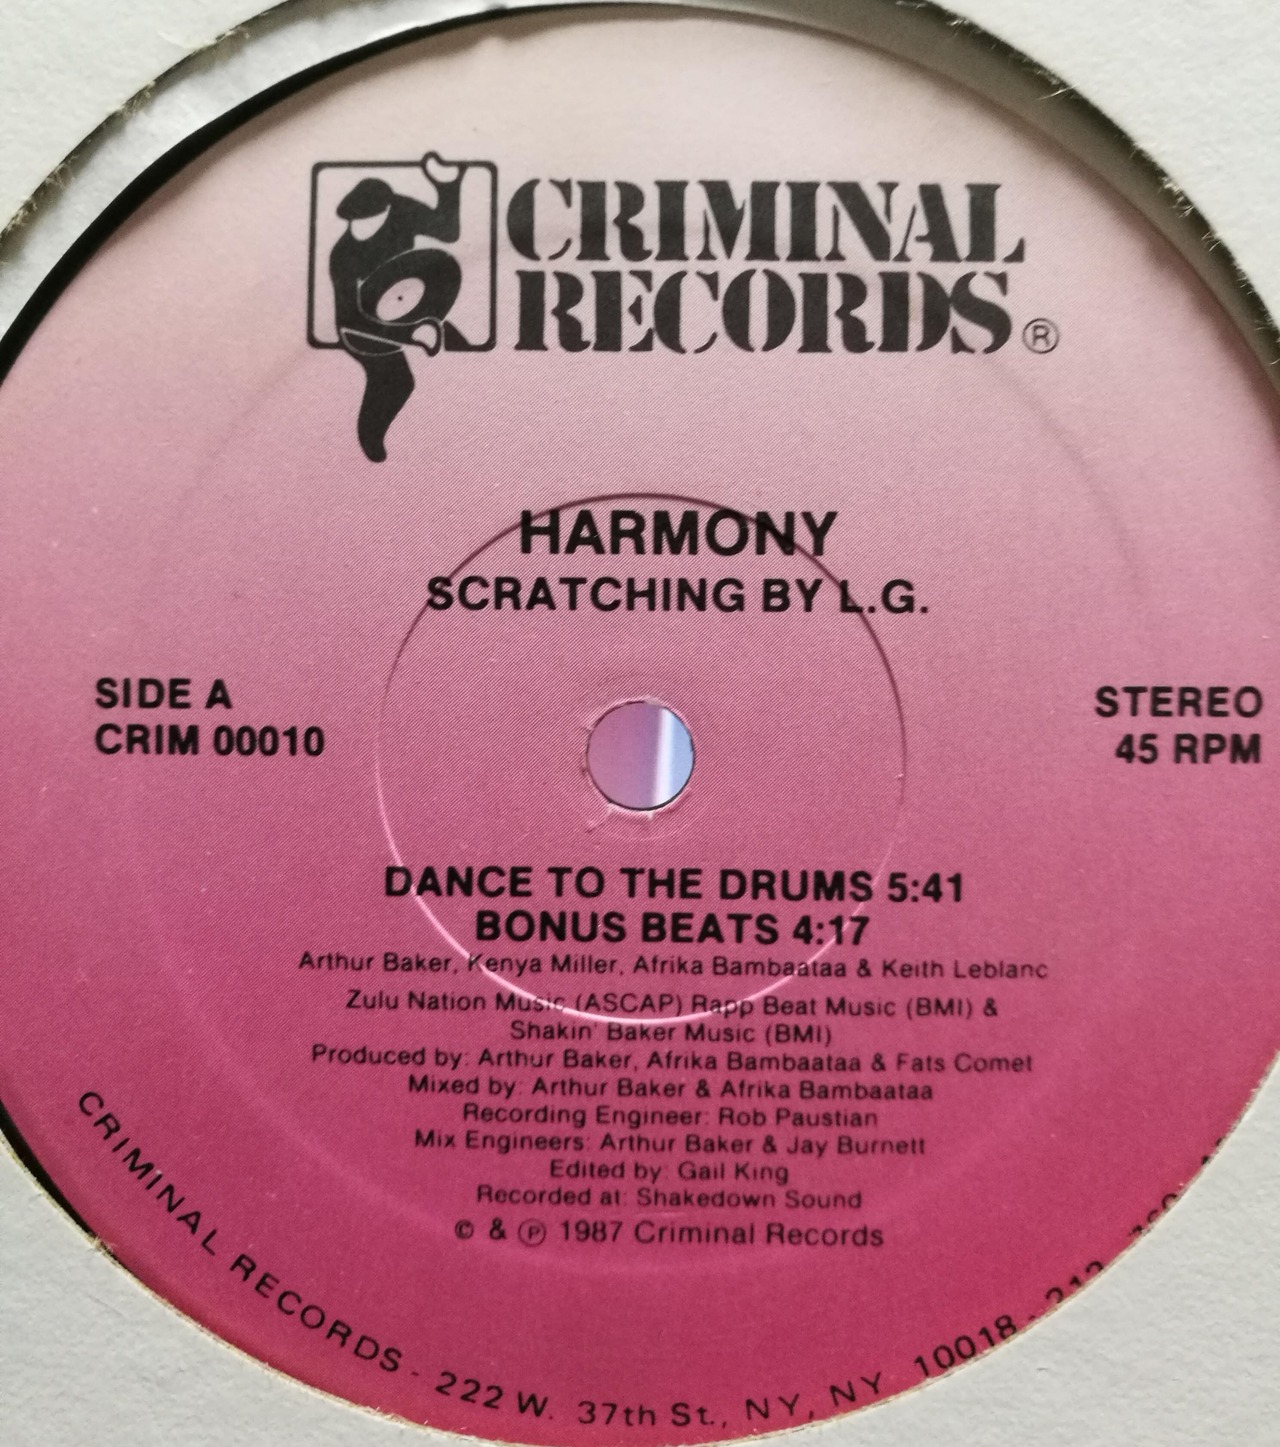 CRIMINAL
RECORDS®
HARMONY
SCRATCHING BY L.G.
SIDE A
CRIM 00010
STEREO
45 RPM
DANCE TO THE DRUMS 5:41
BONUS BEATS 4:17
Arthur Baker, Kenya Miller, Afrika Bambaataa & Keith Leblanc
Zulu Nation Music (ASCAP) Rapp Beat Music (BMI) &
Shakin' Baker Music (BMI)
Produced by: Arthur Baker, Afrika Bambaataa & Fats Comet
Mixed by: Arthur Baker & Afrika Bambaataa
Recording Engineer: Rob Paustian
Mix Engineers: Arthur Baker & Jay Burnett
Edited by: Gail King
Recorded at: Shakedown Sound
© & ℗ 1987 Criminal Records
CRIMINAL RECORDS - 222 W. 37th St., NY, NY 10018 - 212